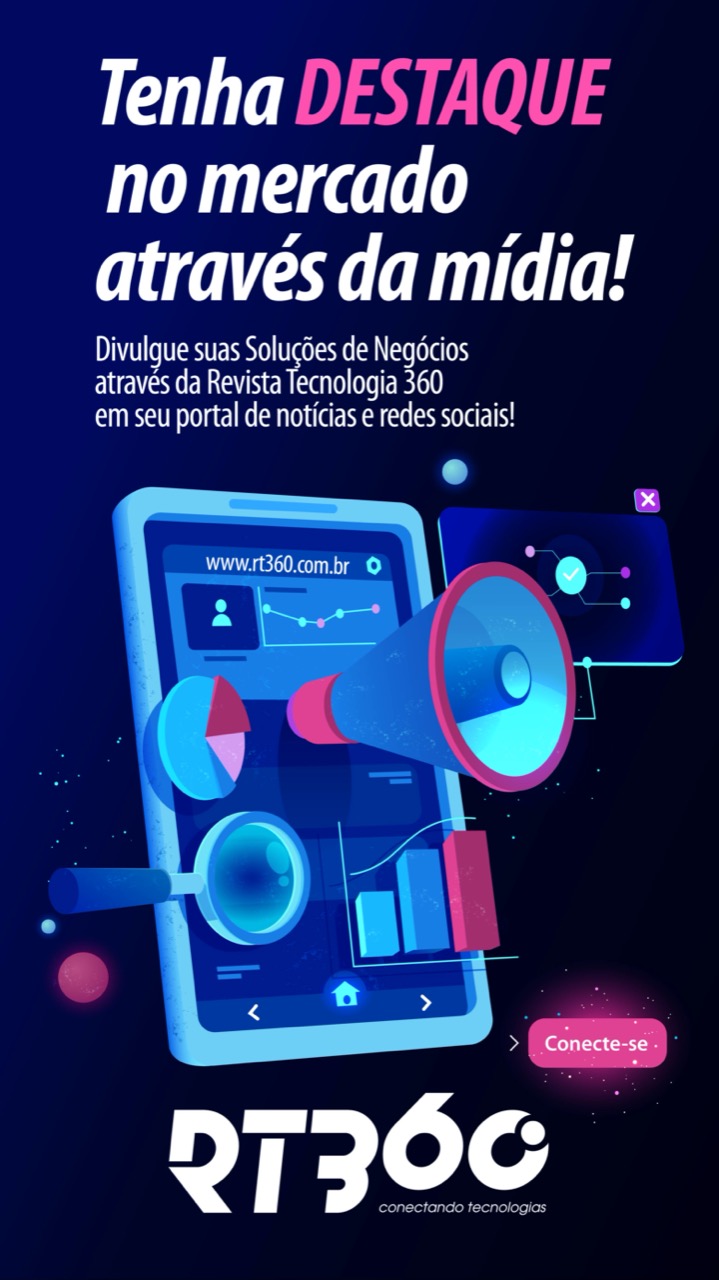 Tenha DESTAQUE
no mercado
através da mídia!
Divulgue suas Soluções de Negócios
através da Revista Tecnologia 360
em seu portal de notícias e redes sociais!
www.rt360.com.br
Conecte-se
RT360
conectando tecnologias